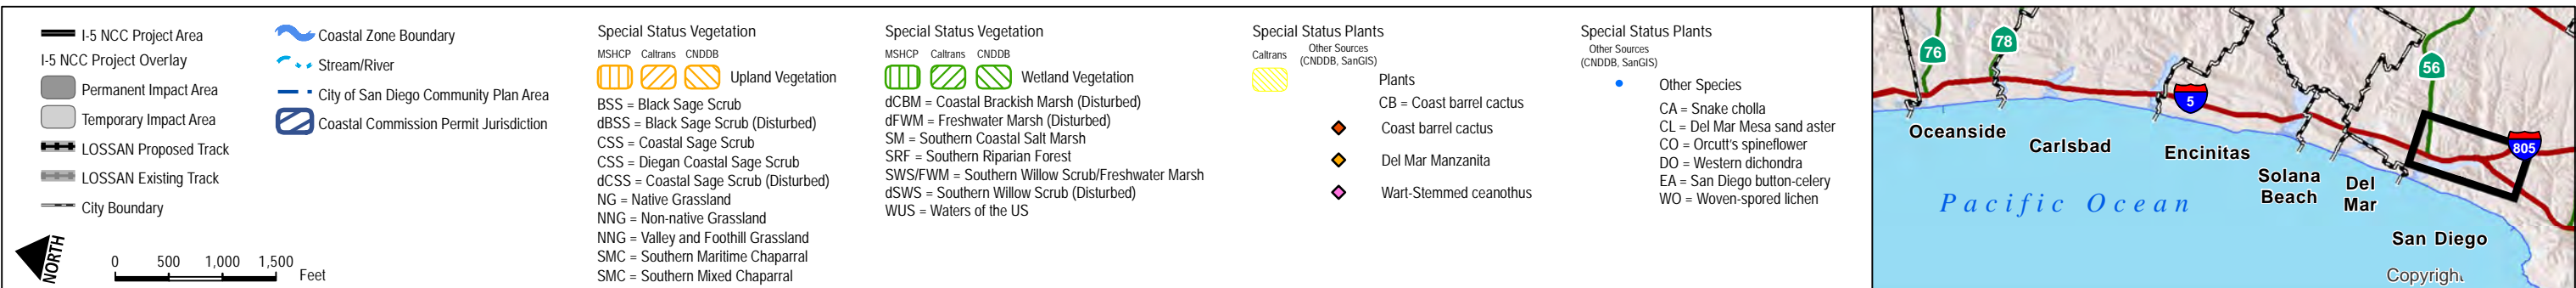 I-5 NCC Project Area
I-5 NCC Project Overlay
Permanent Impact Area
Temporary Impact Area
LOSSAN Proposed Track
LOSSAN Existing Track
City Boundary
NORTH
0 500 1,000 1,500
Feet
Coastal Zone Boundary
Stream/River
City of San Diego Community Plan Area
Coastal Commission Permit Jurisdiction
Special Status Vegetation
MSHCP Caltrans CNDDB
Upland Vegetation
BSS = Black Sage Scrub
dBSS = Black Sage Scrub (Disturbed)
CSS = Coastal Sage Scrub
CSS = Diegan Coastal Sage Scrub
dCSS = Coastal Sage Scrub (Disturbed)
NG = Native Grassland
NNG = Non-native Grassland
NNG = Valley and Foothill Grassland
SMC = Southern Maritime Chaparral
SMC = Southern Mixed Chaparral
Special Status Vegetation
MSHCP Caltrans CNDDB
Wetland Vegetation
dCBM = Coastal Brackish Marsh (Disturbed)
dFWM = Freshwater Marsh (Disturbed)
SM = Southern Coastal Salt Marsh
SRF = Southern Riparian Forest
SWS/FWM = Southern Willow Scrub/Freshwater Marsh
dSWS = Southern Willow Scrub (Disturbed)
WUS = Waters of the US
Special Status Plants
Caltrans
Other Sources
(CNDDB, SanGIS)
Plants
CB = Coast barrel cactus
Coast barrel cactus
Del Mar Manzanita
Wart-Stemmed ceanothus
Special Status Plants
Other Sources
(CNDDB, SanGIS)
Other Species
CA = Snake cholla
CL = Del Mar Mesa sand aster
CO = Orcutt's spineflower
DO = Western dichondra
EA = San Diego button-celery
WO = Woven-spored lichen
76
78
5
56
805
Oceanside
Carlsbad
Encinitas
Solana
Beach
Del
Mar
San Diego
Pacific Ocean
Copyright